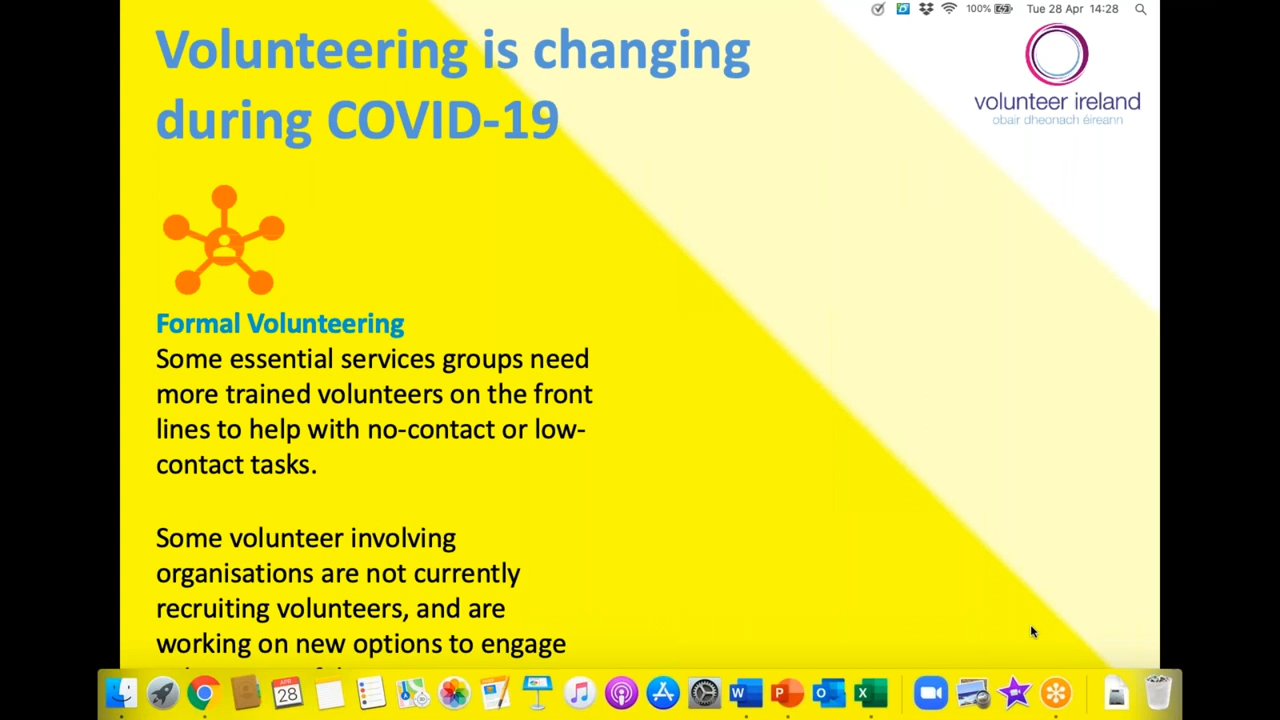 100% Tue 28 Apr 14:28
Volunteering is changing
during COVID-19
volunteer ireland
obair dheonach éireann
Formal Volunteering
Some essential services groups need
more trained volunteers on the front
lines to help with no-contact or low-
contact tasks.
Some volunteer involving
organisations are not currently
recruiting volunteers, and are
working on new options to engage
APR
28
W
P
O
X